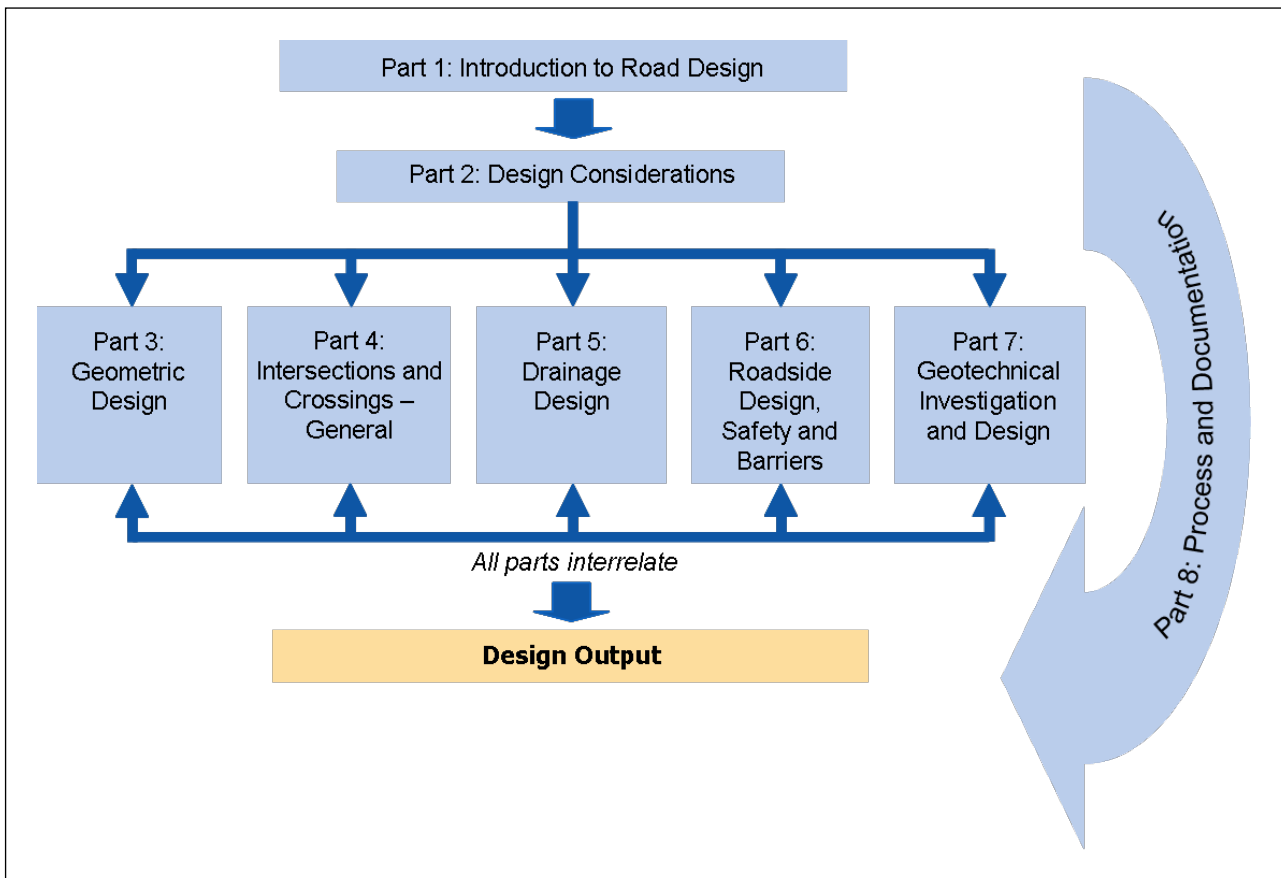 Part 1: Introduction to Road Design
Part 2: Design Considerations
Part 3:
Geometric
Design
Part 4:
Intersections and
Crossings –
General
Part 5:
Drainage
Design
Part 6:
Roadside
Design,
Safety and
Barriers
Part 7:
Geotechnical
Investigation
and Design
Part 8: Process and Documentation
All parts interrelate
Design Output